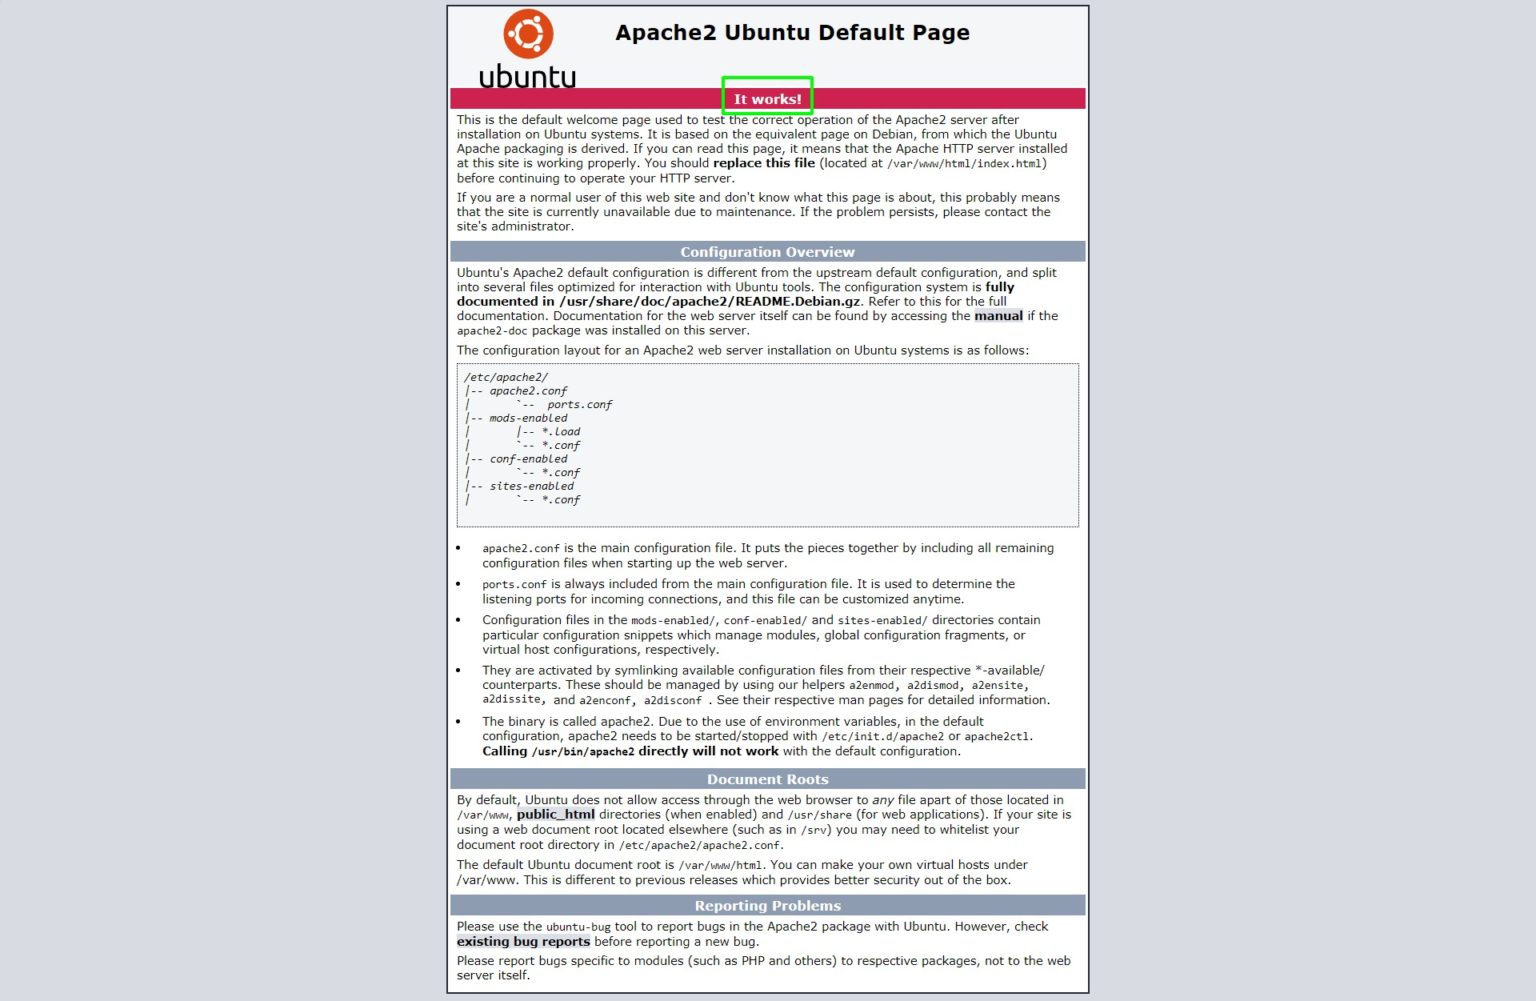 ubuntu
Apache2 Ubuntu Default Page
It works!
This is the default welcome page used to test the correct operation of the Apache2 server after
installation on Ubuntu systems. It is based on the equivalent page on Debian, from which the Ubuntu
Apache packaging is derived. If you can read this page, it means that the Apache HTTP server installed
at this site is working properly. You should replace this file (located at /var/www/html/index.html)
before continuing to operate your HTTP server.
If you are a normal user of this web site and don't know what this page is about, this probably means
that the site is currently unavailable due to maintenance. If the problem persists, please contact the
site's administrator.
Configuration Overview
Ubuntu's Apache2 default configuration is different from the upstream default configuration, and split
into several files optimized for interaction with Ubuntu tools. The configuration system is fully
documented in /usr/share/doc/apache2/README.Debian.gz. Refer to this for the full
documentation. Documentation for the web server itself can be found by accessing the manual if the
apache2-doc package was installed on this server.
The configuration layout for an Apache2 web server installation on Ubuntu systems is as follows:
/etc/apache2/
|-- apache2.conf
|       `--  ports.conf
|-- mods-enabled
|       |-- *.load
|       `-- *.conf
|-- conf-enabled
|       `-- *.conf
|-- sites-enabled
|       `-- *.conf
• apache2.conf is the main configuration file. It puts the pieces together by including all remaining
configuration files when starting up the web server.
• ports.conf is always included from the main configuration file. It is used to determine the
listening ports for incoming connections, and this file can be customized anytime.
• Configuration files in the mods-enabled/, conf-enabled/ and sites-enabled/ directories contain
particular configuration snippets which manage modules, global configuration fragments, or
virtual host configurations, respectively.
• They are activated by symlinking available configuration files from their respective *-available/
counterparts. These should be managed by using our helpers a2enmod, a2dismod, a2ensite,
a2dissite, and a2enconf, a2disconf . See their respective man pages for detailed information.
• The binary is called apache2. Due to the use of environment variables, in the default
configuration, apache2 needs to be started/stopped with /etc/init.d/apache2 or apache2ctl.
Calling /usr/bin/apache2 directly will not work with the default configuration.
Document Roots
By default, Ubuntu does not allow access through the web browser to any file apart of those located in
/var/www, public_html directories (when enabled) and /usr/share (for web applications). If your site is
using a web document root located elsewhere (such as in /srv) you may need to whitelist your
document root directory in /etc/apache2/apache2.conf.
The default Ubuntu document root is /var/www/html. You can make your own virtual hosts under
/var/www. This is different to previous releases which provides better security out of the box.
Reporting Problems
Please use the ubuntu-bug tool to report bugs in the Apache2 package with Ubuntu. However, check
existing bug reports before reporting a new bug.
Please report bugs specific to modules (such as PHP and others) to respective packages, not to the web
server itself.